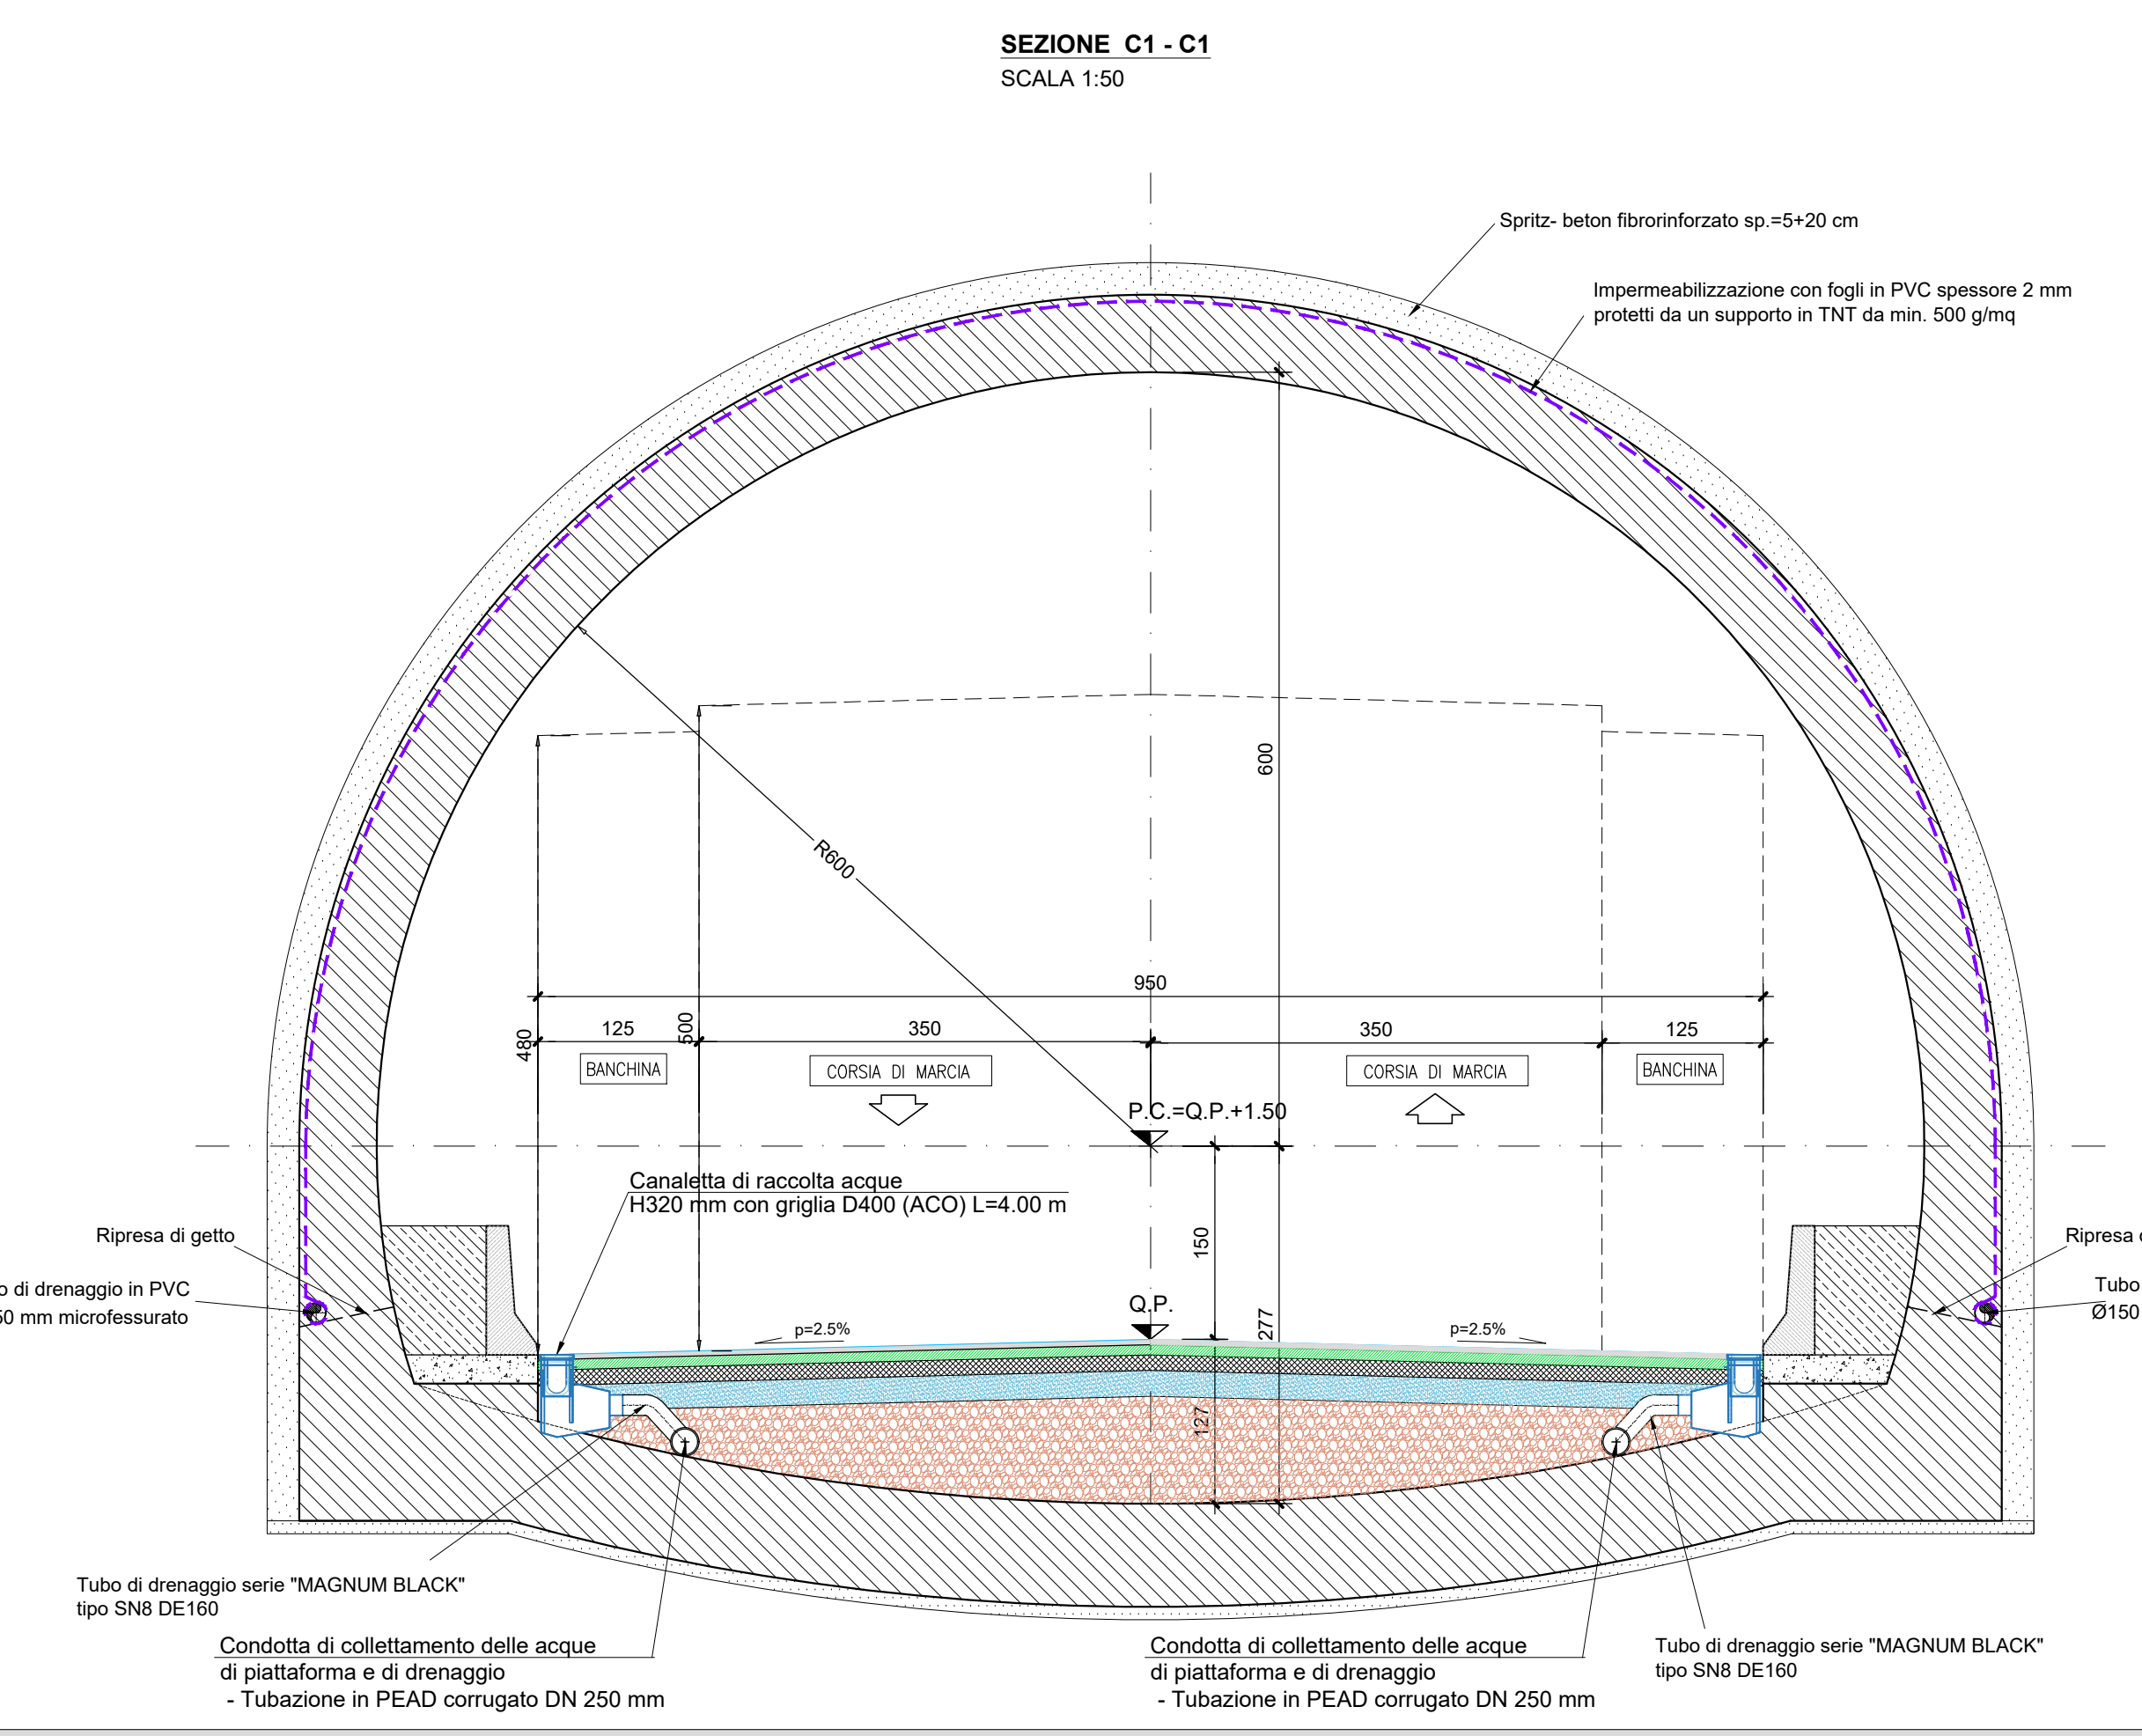 SEZIONE C1 - C1
SCALA 1:50
Spritz- beton fibrorinforzato sp.=5+20 cm
Impermeabilizzazione con fogli in PVC spessore 2 mm
protetti da un supporto in TNT da min. 500 g/mq
600
R600
950
480
125
500
350
350
125
BANCHINA
CORSIA DI MARCIA
CORSIA DI MARCIA
BANCHINA
P.C.=Q.P.+1.50
Canaletta di raccolta acque
H320 mm con griglia D400 (ACO) L=4.00 m
Ripresa di getto
150
Ripresa
o di drenaggio in PVC
50 mm microfessurato
Tubo
Ø150
Q.P.
277
p=2.5%
p=2.5%
127
Tubo di drenaggio serie "MAGNUM BLACK"
tipo SN8 DE160
Condotta di collettamento delle acque
di piattaforma e di drenaggio
- Tubazione in PEAD corrugato DN 250 mm
Condotta di collettamento delle acque
di piattaforma e di drenaggio
- Tubazione in PEAD corrugato DN 250 mm
Tubo di drenaggio serie "MAGNUM BLACK"
tipo SN8 DE160